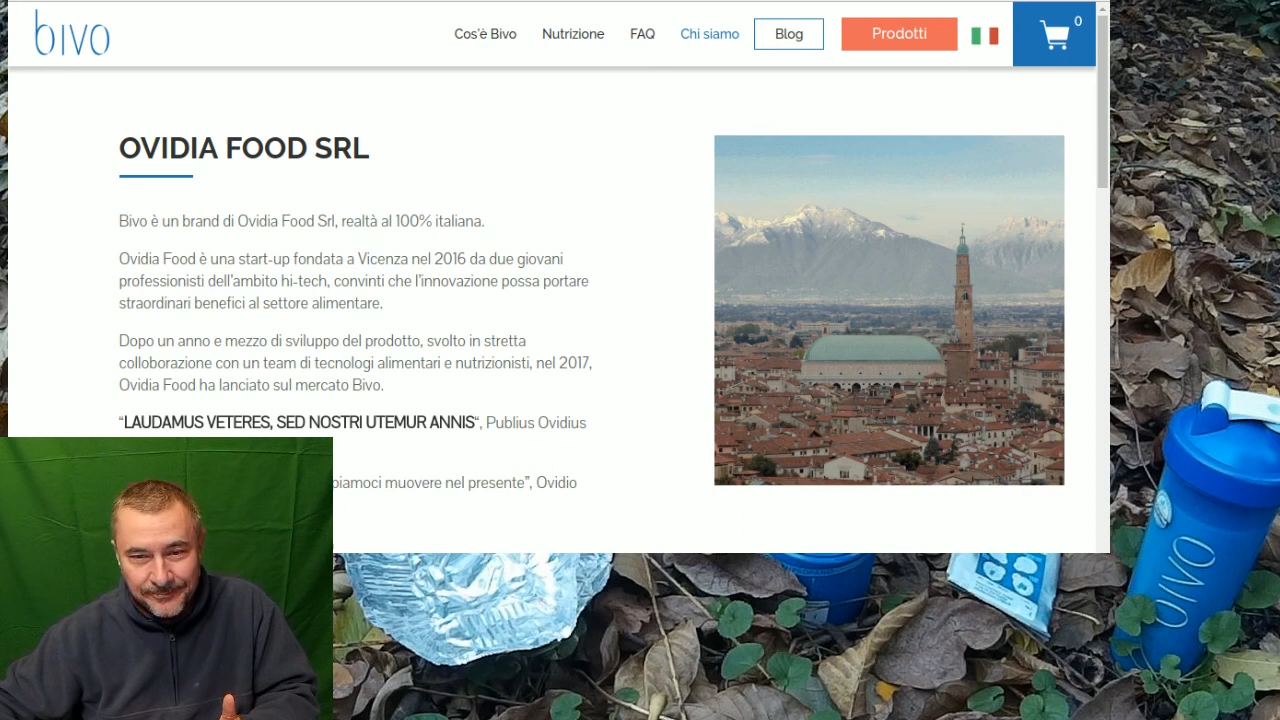 bivo
Cos'è Bivo Nutrizione FAQ Chi siamo Blog Prodotti 0
OVIDIA FOOD SRL
Bivo è un brand di Ovidia Food Srl, realtà al 100% italiana.
Ovidia Food è una start-up fondata a Vicenza nel 2016 da due giovani
professionisti dell'ambito hi-tech, convinti che l'innovazione possa portare
straordinari benefici al settore alimentare.
Dopo un anno e mezzo di sviluppo del prodotto, svolto in stretta
colloborazione con un team di tecnologi alimentari e nutrizionisti, nel 2017,
Ovidia Food ha lanciato sul mercato Bivo.
“LAUDAMUS VETERES, SED NOSTRI UTEMUR ANNIS“, Publius Ovidius
muovere nel presente”, Ovidio
bivo